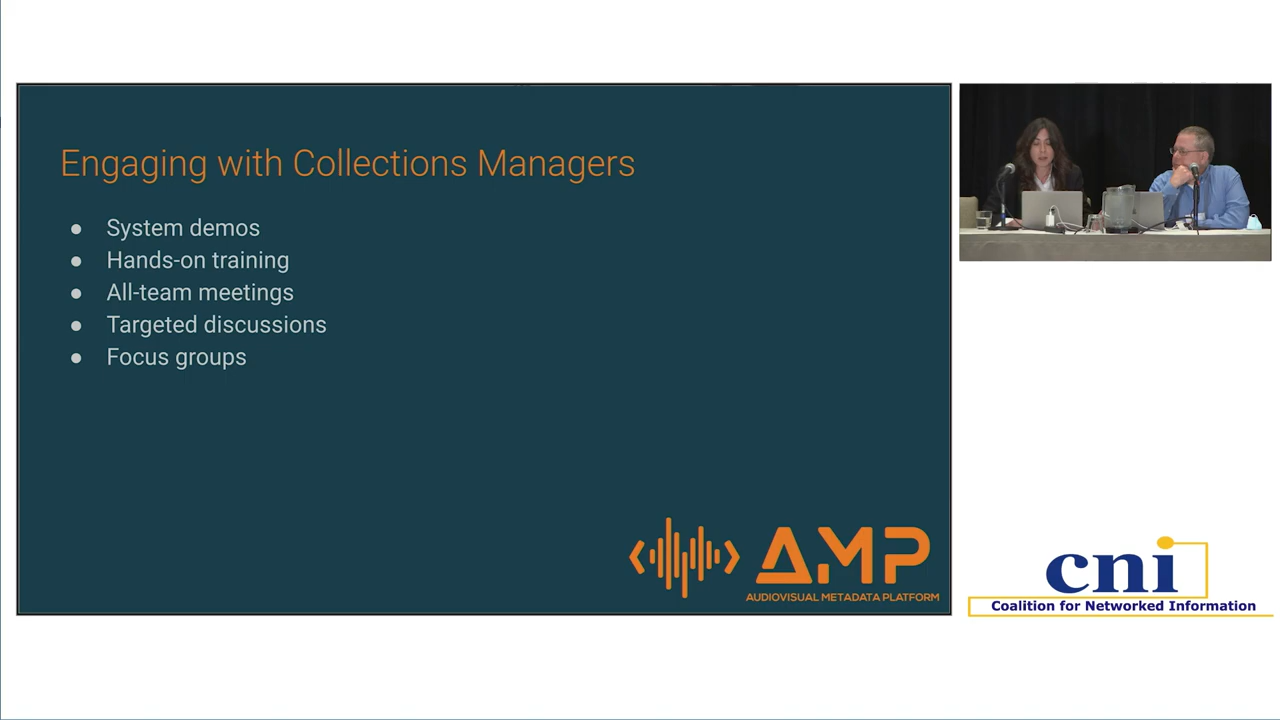 Engaging with Collections Managers
● System demos
● Hands-on training
● All-team meetings
● Targeted discussions
● Focus groups
AMP
AUDIOVISUAL METADATA PLATFORM
cni
Coalition for Networked Information